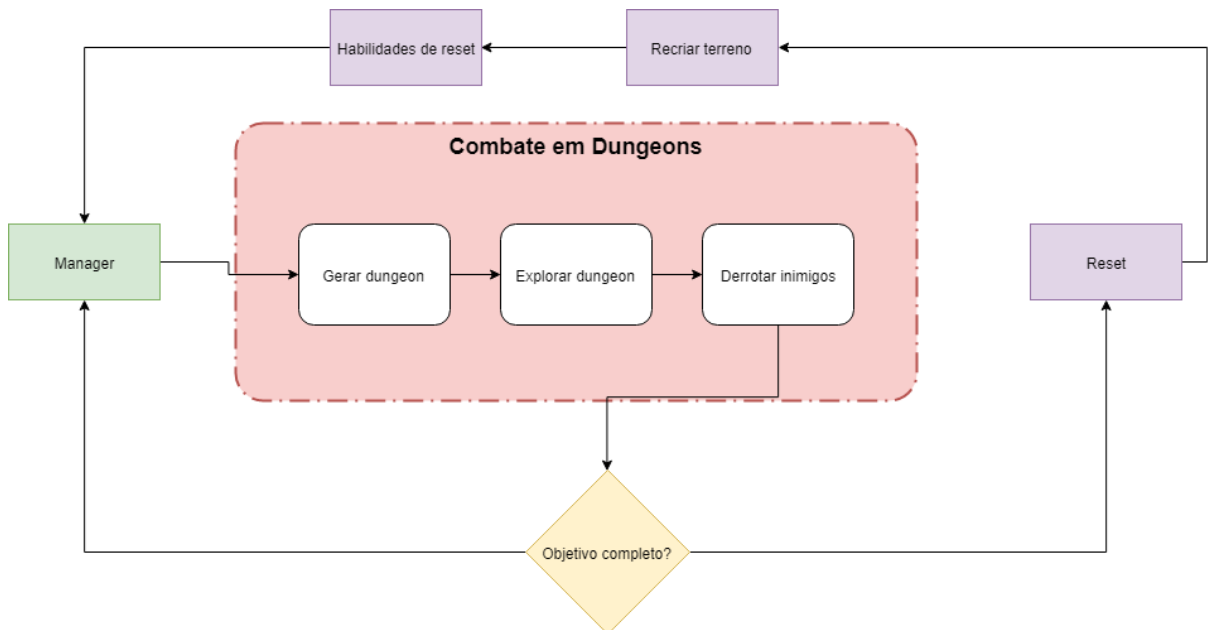 Habilidades de reset
Recriar terreno
Combate em Dungeons
Manager
Gerar dungeon
Explorar dungeon
Derrotar inimigos
Reset
Objetivo completo?